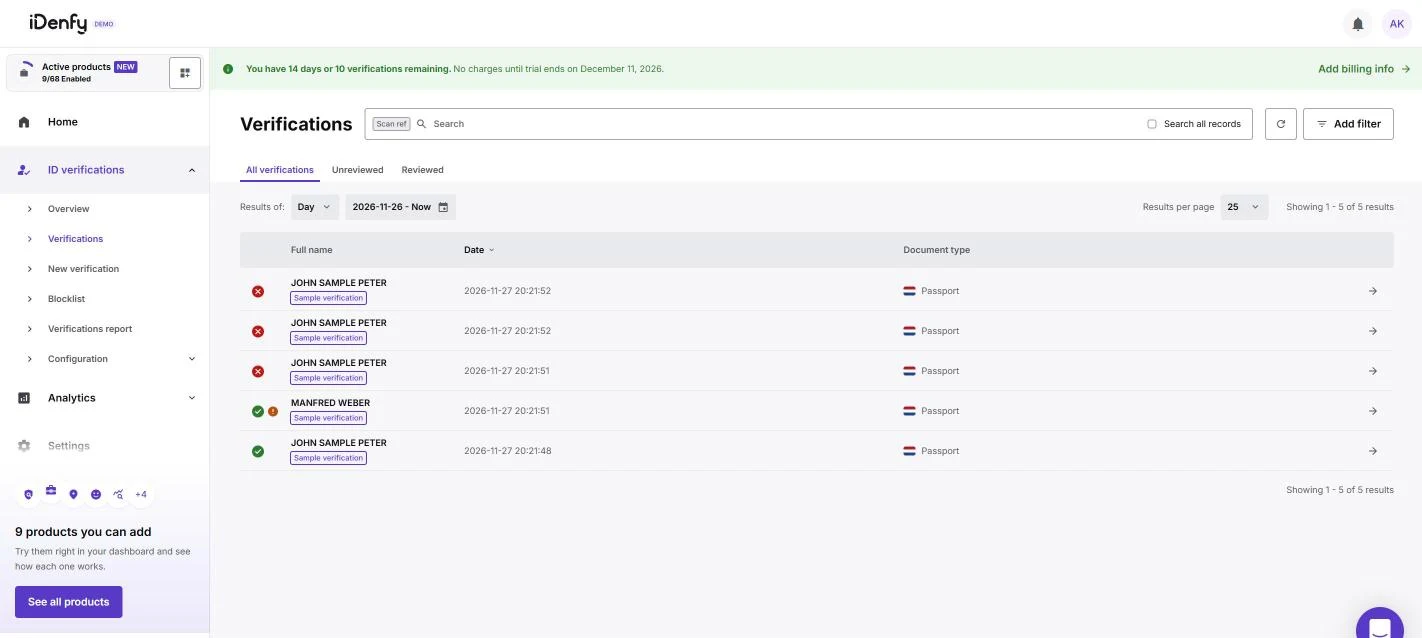 iDenfy DEMO
AK
Active products NEW
9/68 Enabled
You have 14 days or 10 verifications remaining. No charges until trial ends on December 11, 2026.
Add billing info
Home
Verifications
Scan ref
Search
Search all records
Add filter
ID verifications
All verifications
Unreviewed
Reviewed
Overview
Verifications
New verification
Blocklist
Verifications report
Configuration
Analytics
Settings
+4
9 products you can add
Try them right in your dashboard and see
how each one works.
See all products
Results of: Day 2026-11-26 - Now
Results per page 25 Showing 1 - 5 of 5 results
Full name Date Document type
JOHN SAMPLE PETER
Sample verification
2026-11-27 20:21:52 Passport
JOHN SAMPLE PETER
Sample verification
2026-11-27 20:21:52 Passport
JOHN SAMPLE PETER
Sample verification
2026-11-27 20:21:51 Passport
MANFRED WEBER
Sample verification
2026-11-27 20:21:51 Passport
JOHN SAMPLE PETER
Sample verification
2026-11-27 20:21:48 Passport
Showing 1 - 5 of 5 results